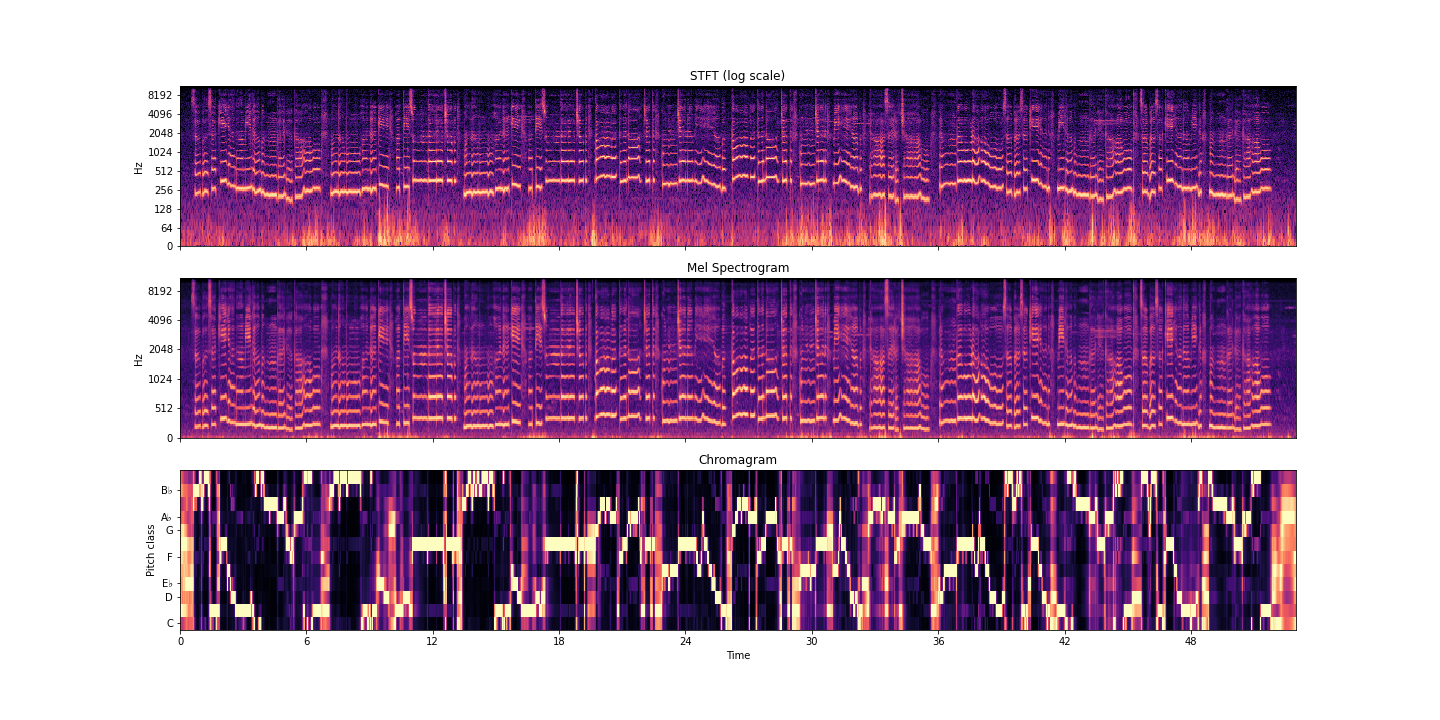 STFT (log scale)
8192
4096
2048
1024
512
256
128
64
0
Hz
Mel Spectrogram
8192
4096
2048
1024
512
0
Hz
Chromagram
B♭
A♭
G
F
E♭
D
C
Pitch class
0 6 12 18 24 30 36 42 48
Time